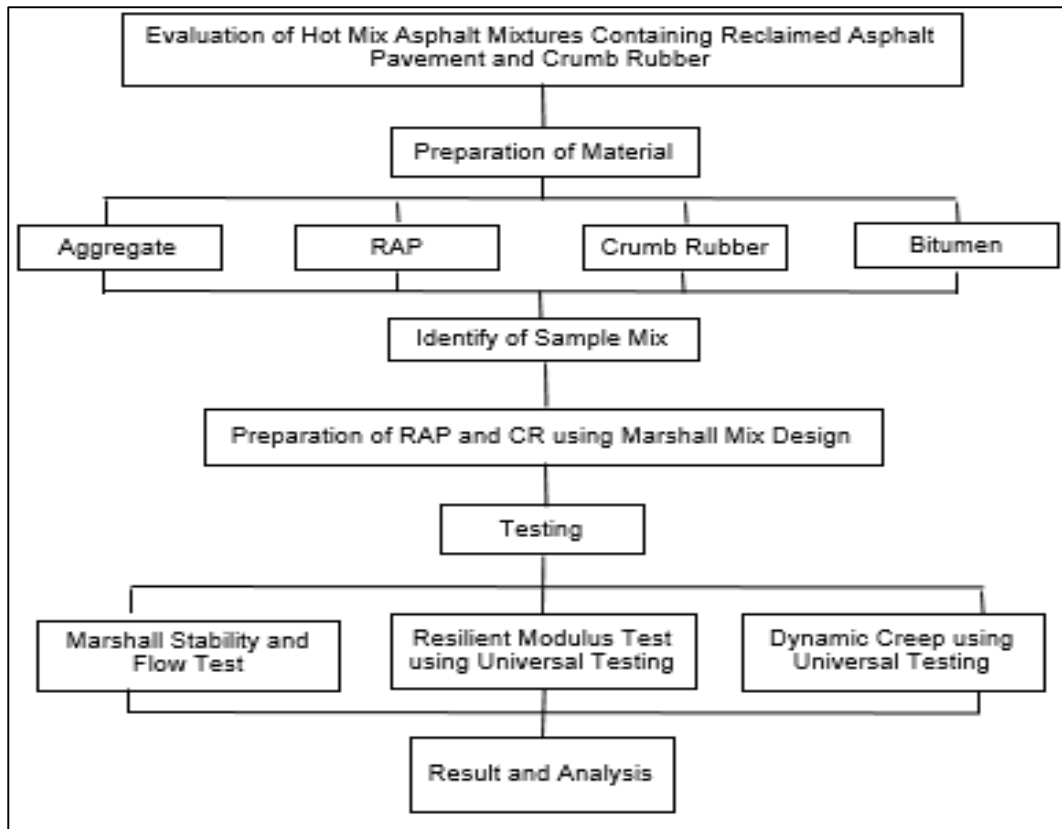 Evaluation of Hot Mix Asphalt Mixtures Containing Reclaimed Asphalt
Pavement and Crumb Rubber
Preparation of Material
Aggregate
RAP
Crumb Rubber
Bitumen
Identify of Sample Mix
Preparation of RAP and CR using Marshall Mix Design
Testing
Marshall Stability and
Flow Test
Resilient Modulus Test
using Universal Testing
Dynamic Creep using
Universal Testing
Result and Analysis